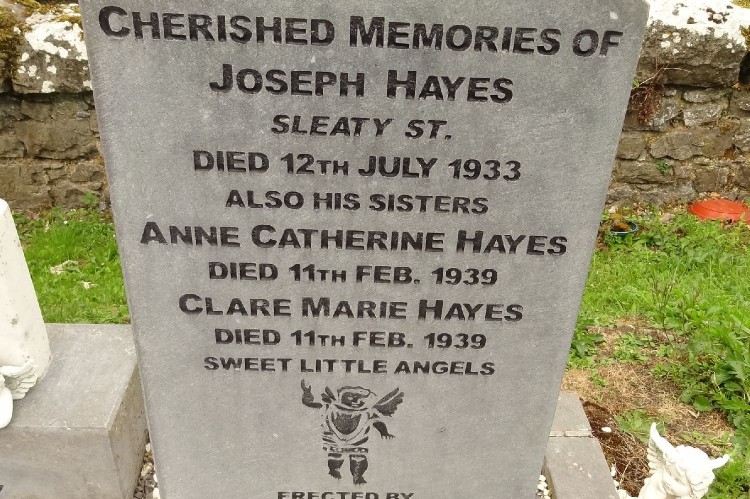 CHERISHED MEMORIES OF
JOSEPH HAYES
SLEATY ST.
DIED 12TH JULY 1933
ALSO HIS SISTERS
ANNE CATHERINE HAYES
DIED 11TH FEB. 1939
CLARE MARIE HAYES
DIED 11TH FEB. 1939
SWEET LITTLE ANGELS
ERECTED BY